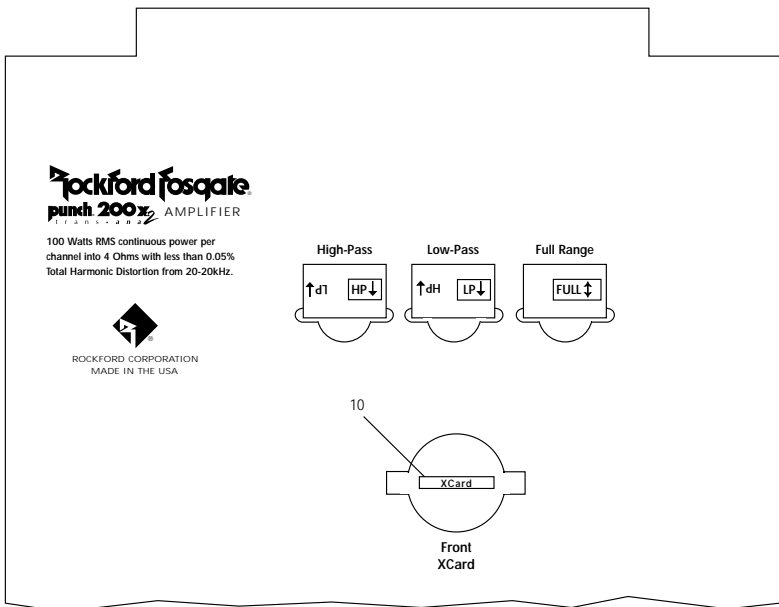 Rockford Fosgate®
punch 200x2 AMPLIFIER
trans•ana
100 Watts RMS continuous power per
channel into 4 Ohms with less than 0.05%
Total Harmonic Distortion from 20-20kHz.
®
ROCKFORD CORPORATION
MADE IN THE USA
High-Pass Low-Pass Full Range
↑LP HP↓ ↑HP LP↓ FULL↕
10
XCard
Front
XCard